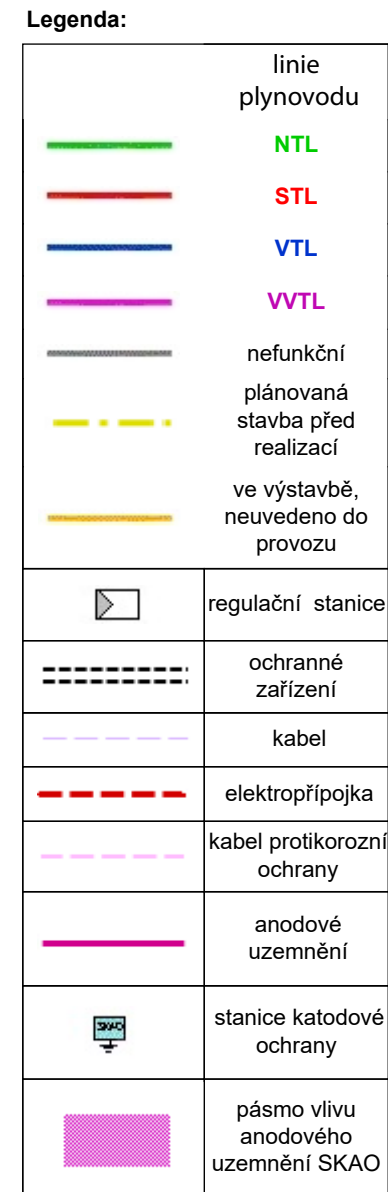 Legenda:
linie
plynovodu
NTL
STL
VTL
VVTL
nefunkční
plánovaná
stavba před
realizací
ve výstavbě,
neuvedeno do
provozu
regulační stanice
ochranné
zařízení
kabel
elektropřípojka
kabel protikorozní
ochrany
anodové
uzemnění
SKAO
stanice katodové
ochrany
pásmo vlivu
anodového
uzemnění SKAO